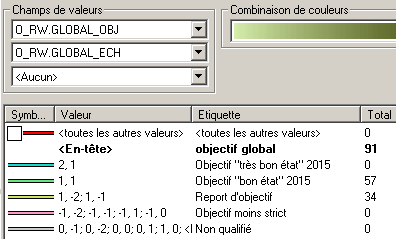 Champs de valeurs
Combinaison de couleurs
O_RW.GLOBAL_OBJ
O_RW.GLOBAL_ECH
<Aucun>
Symb... Valeur Etiquette Total
<toutes les autres valeurs> <toutes les autres valeurs> 0
<En-tête> objectif global 91
2, 1 Objectif "très bon état" 2015 0
1, 1 Objectif "bon état" 2015 57
1, -2; 1, -1 Report d'objectif 34
-1, -2; -1, -1; -1, 1; -1, 0 Objectif moins strict 0
0, -1; 0, -2; 0, 0; 0, 1; 1, 0; <l Non qualifié 0